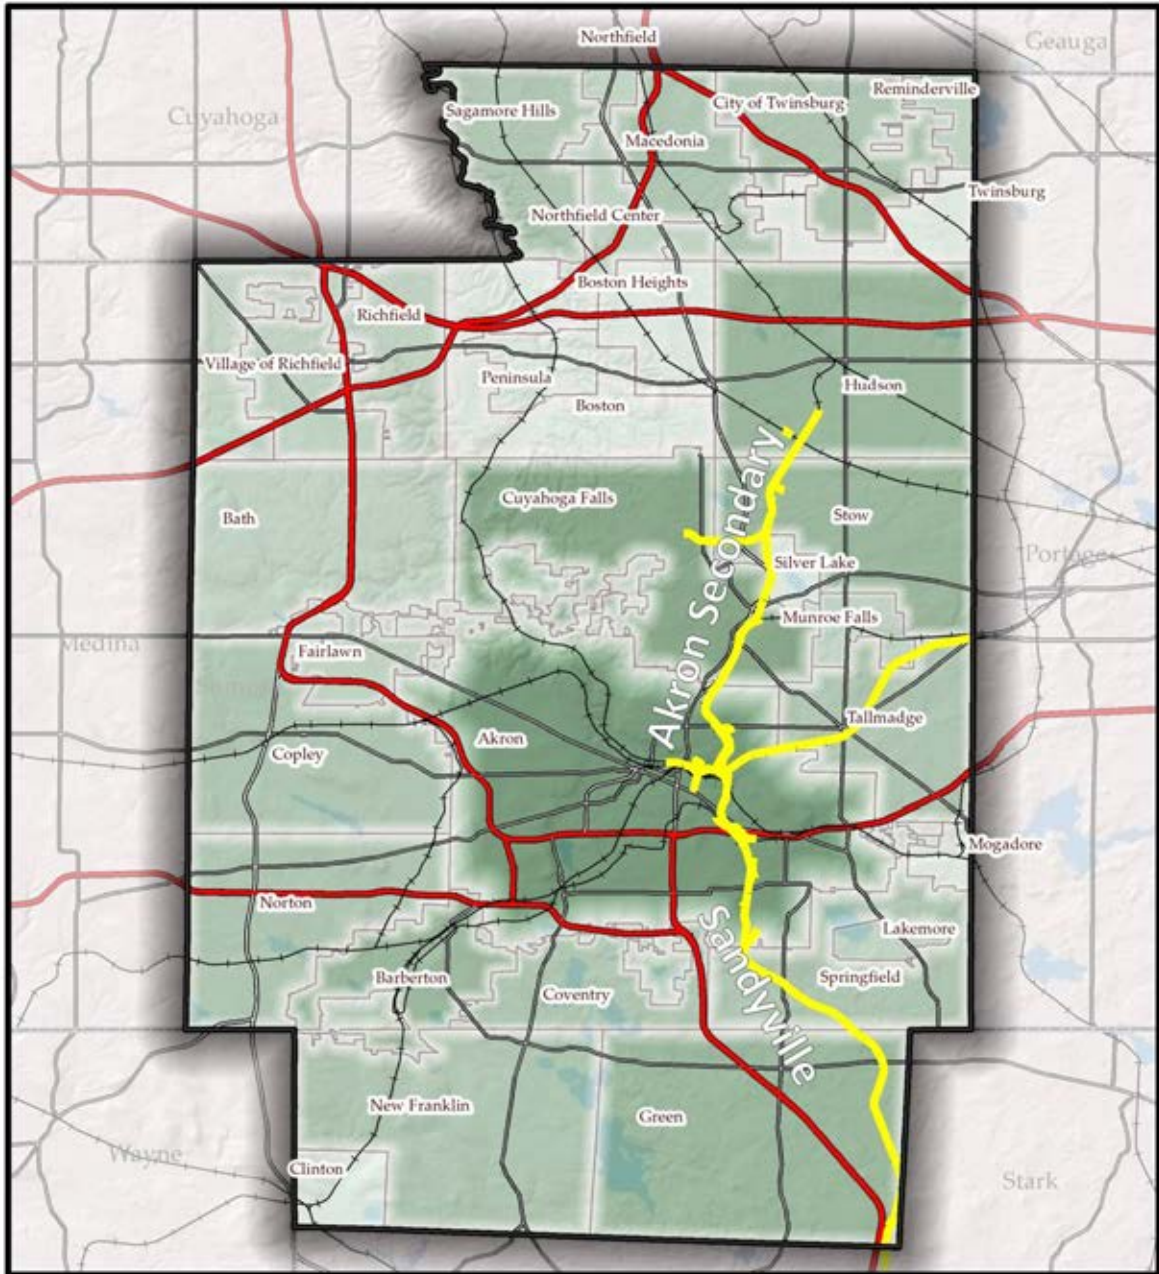 Northfield
Geauga
Reminderville
City of Twinsburg
Sagamore Hills
Cuyahoga
Macedonia
Twinsburg
Northfield Center
Boston Heights
Richfield
Village of Richfield
Peninsula
Hudson
Boston
Akron Secondary
Cuyahoga Falls
Stow
Bath
Portage
Silver Lake
Munroe Falls
Medina
Fairlawn
Summit
Tallmadge
Akron
Copley
Mogadore
Norton
Lakemore
Sandyville
Barberton
Springfield
Coventry
New Franklin
Green
Wayne
Clinton
Stark